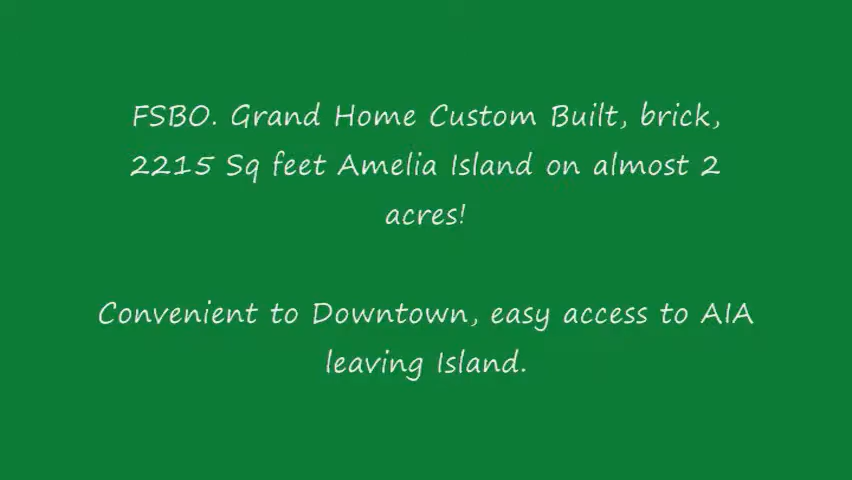 FSBO. Grand Home Custom Built, brick,
2215 Sq feet Amelia Island on almost 2
acres!
Convenient to Downtown, easy access to AIA
leaving Island.